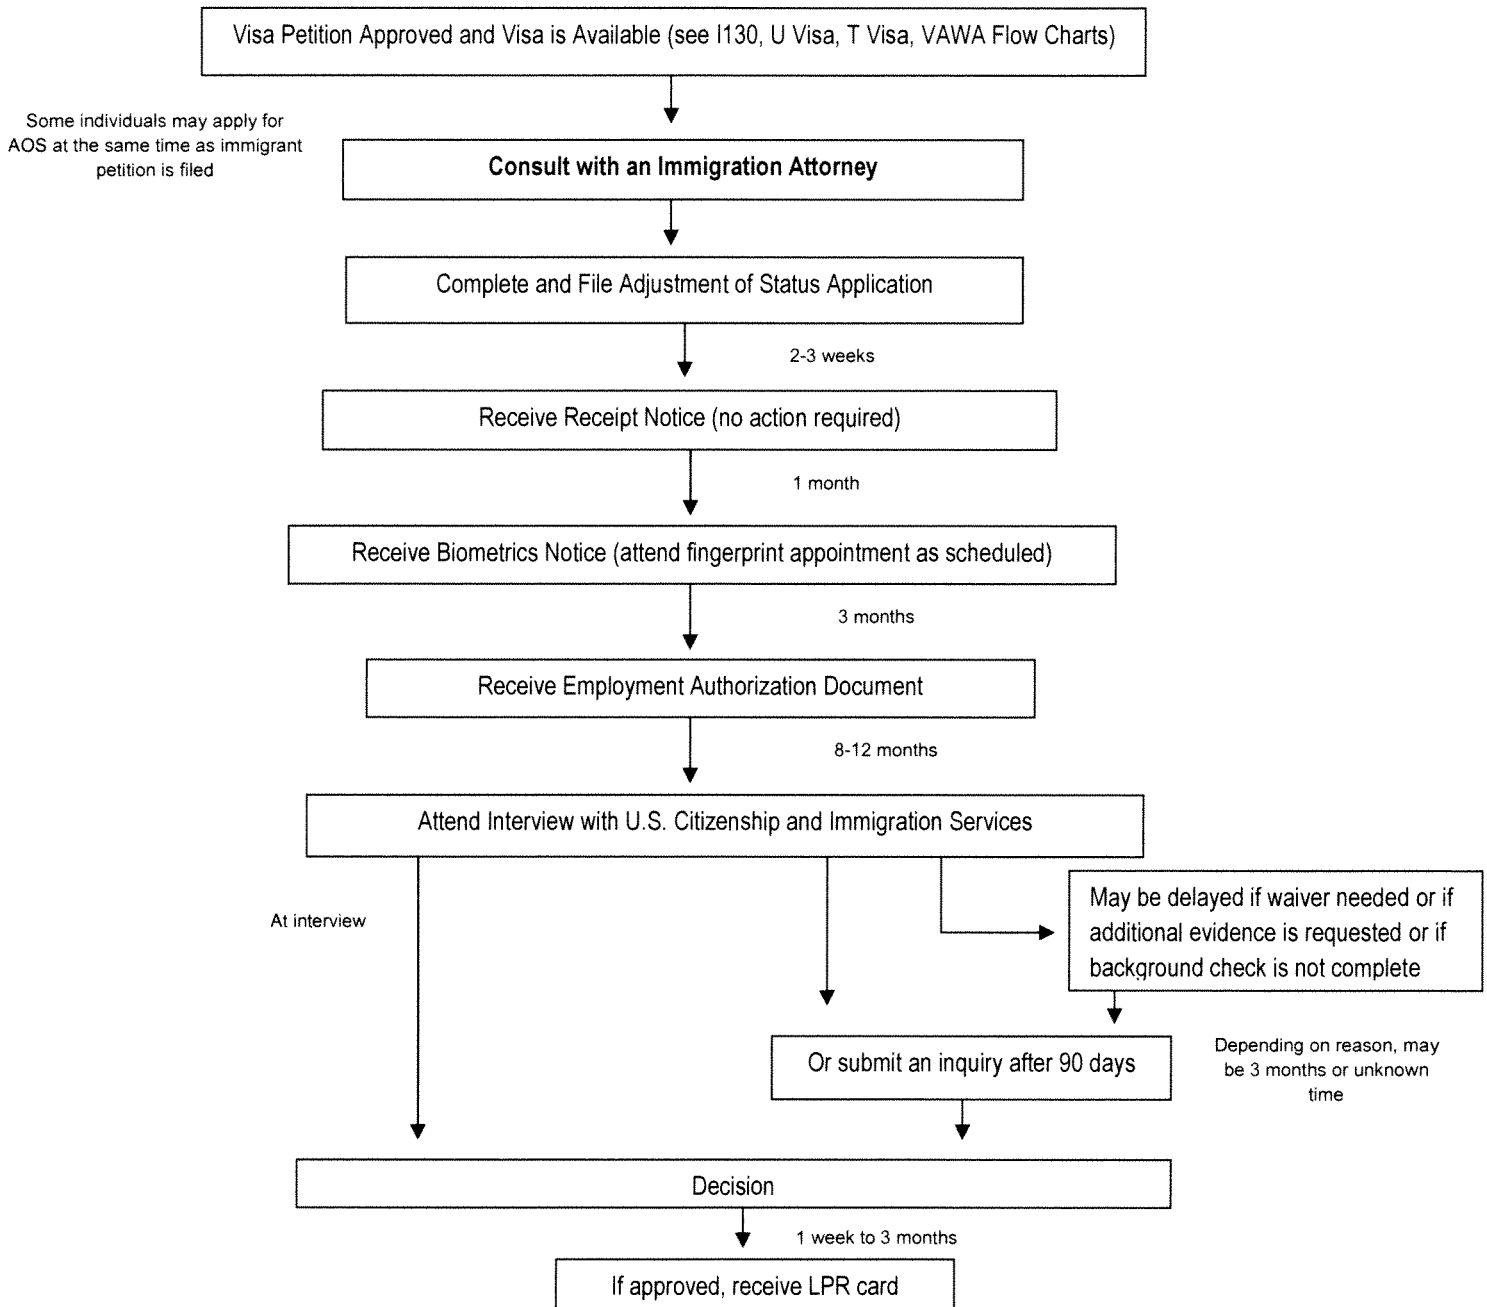 Visa Petition Approved and Visa is Available (see I130, U Visa, T Visa, VAWA Flow Charts)
Some individuals may apply for
AOS at the same time as immigrant
petition is filed
Consult with an Immigration Attorney
Complete and File Adjustment of Status Application
2-3 weeks
Receive Receipt Notice (no action required)
1 month
Receive Biometrics Notice (attend fingerprint appointment as scheduled)
3 months
Receive Employment Authorization Document
8-12 months
Attend Interview with U.S. Citizenship and Immigration Services
At interview
May be delayed if waiver needed or if
additional evidence is requested or if
background check is not complete
Or submit an inquiry after 90 days
Depending on reason, may
be 3 months or unknown
time
Decision
1 week to 3 months
If approved, receive LPR card